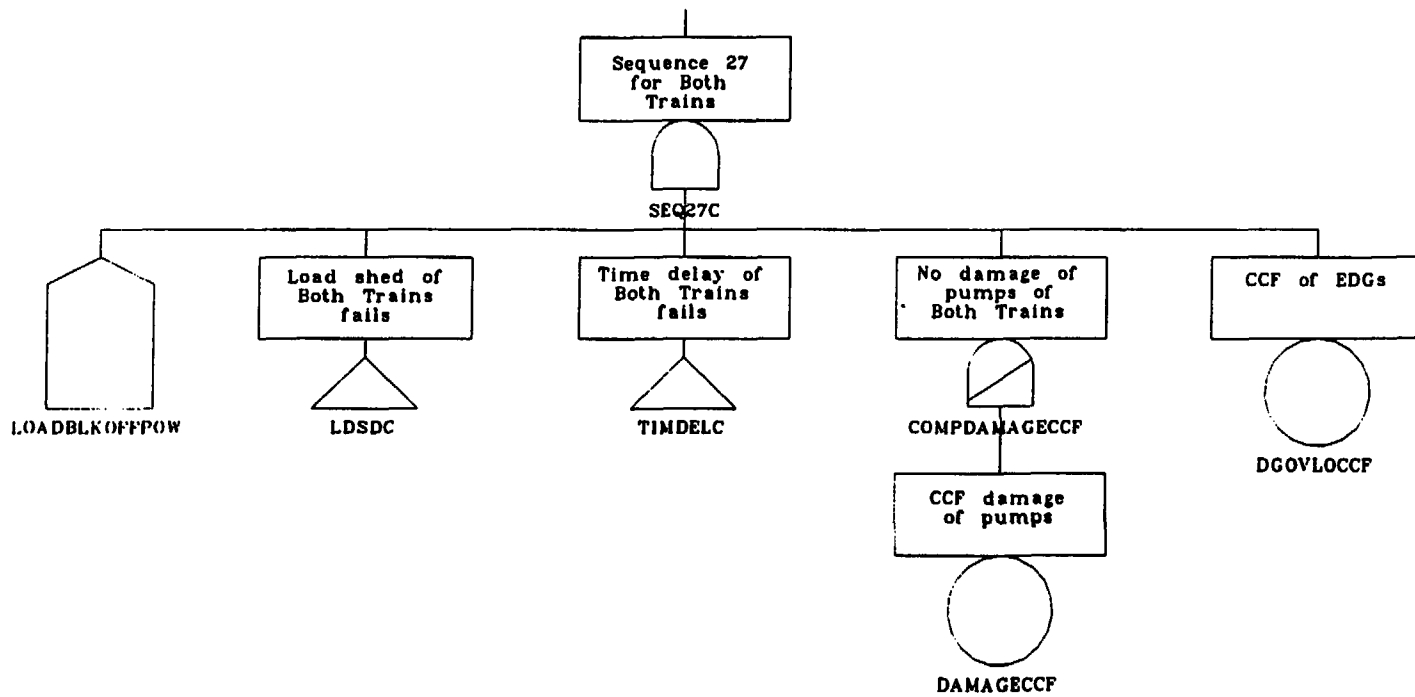 Sequence 27
for Both
Trains
SEQ27C
LOADBLKOFFPOW
Load shed of
Both Trains
fails
LDSDC
Time delay of
Both Trains
fails
TIMDELC
No damage of
pumps of
Both Trains
COMPDAMAGECCF
CCF of EDGs
DGOVLOCCF
CCF damage
of pumps
DAMAGECCF